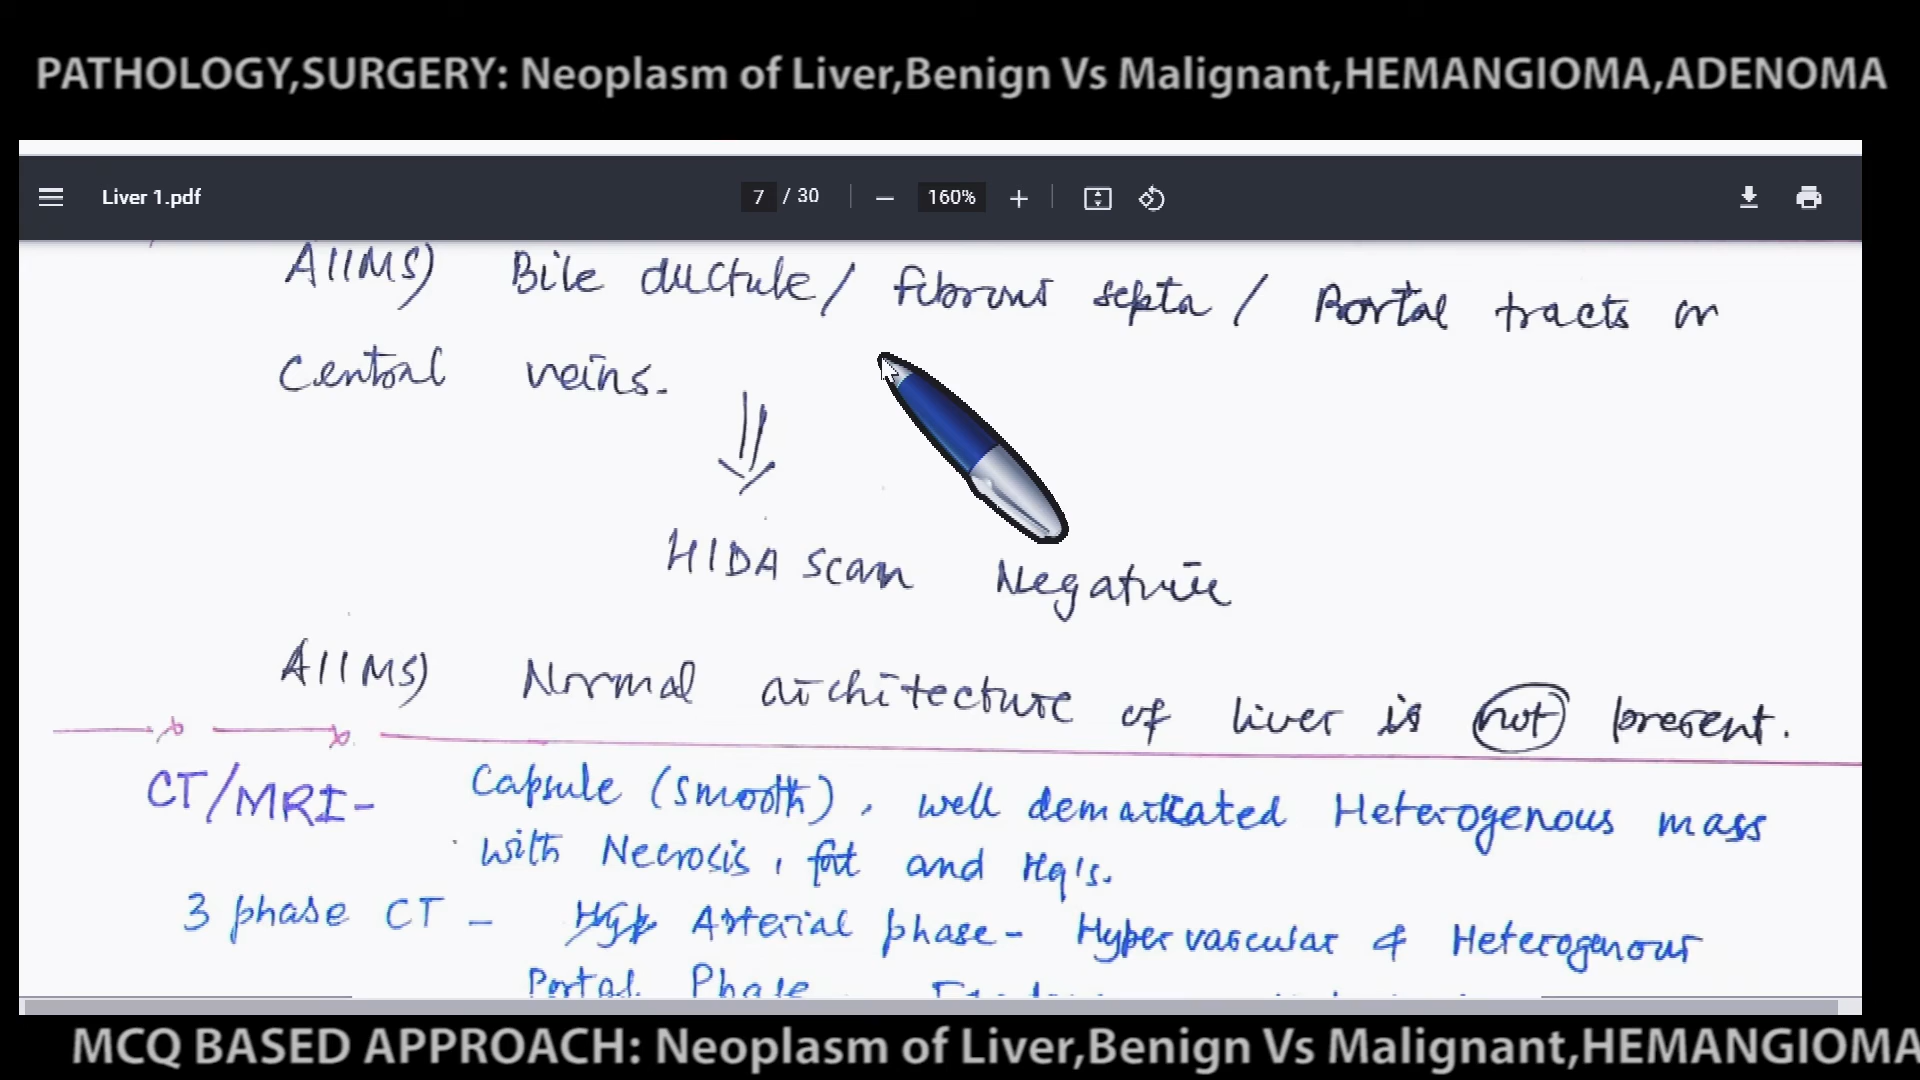 PATHOLOGY,SURGERY: Neoplasm of Liver,Benign Vs Malignant,HEMANGIOMA,ADENOMA
Liver 1.pdf 7 / 30 160%
AIIMS) Bile ductule/ fibrous septa / Portal tracts or
Central veins.
HIDA scan Negative
AIIMS) Normal architecture of liver is not present.
CT/MRI- Capsule (smooth), well demarkated Heterogenous mass
with Necrosis, fat and Hg's.
3 phase CT - Arterial phase- Hypervascular & Heterogenous
Portal Phase
MCQ BASED APPROACH: Neoplasm of Liver,Benign Vs Malignant,HEMANGIOMA